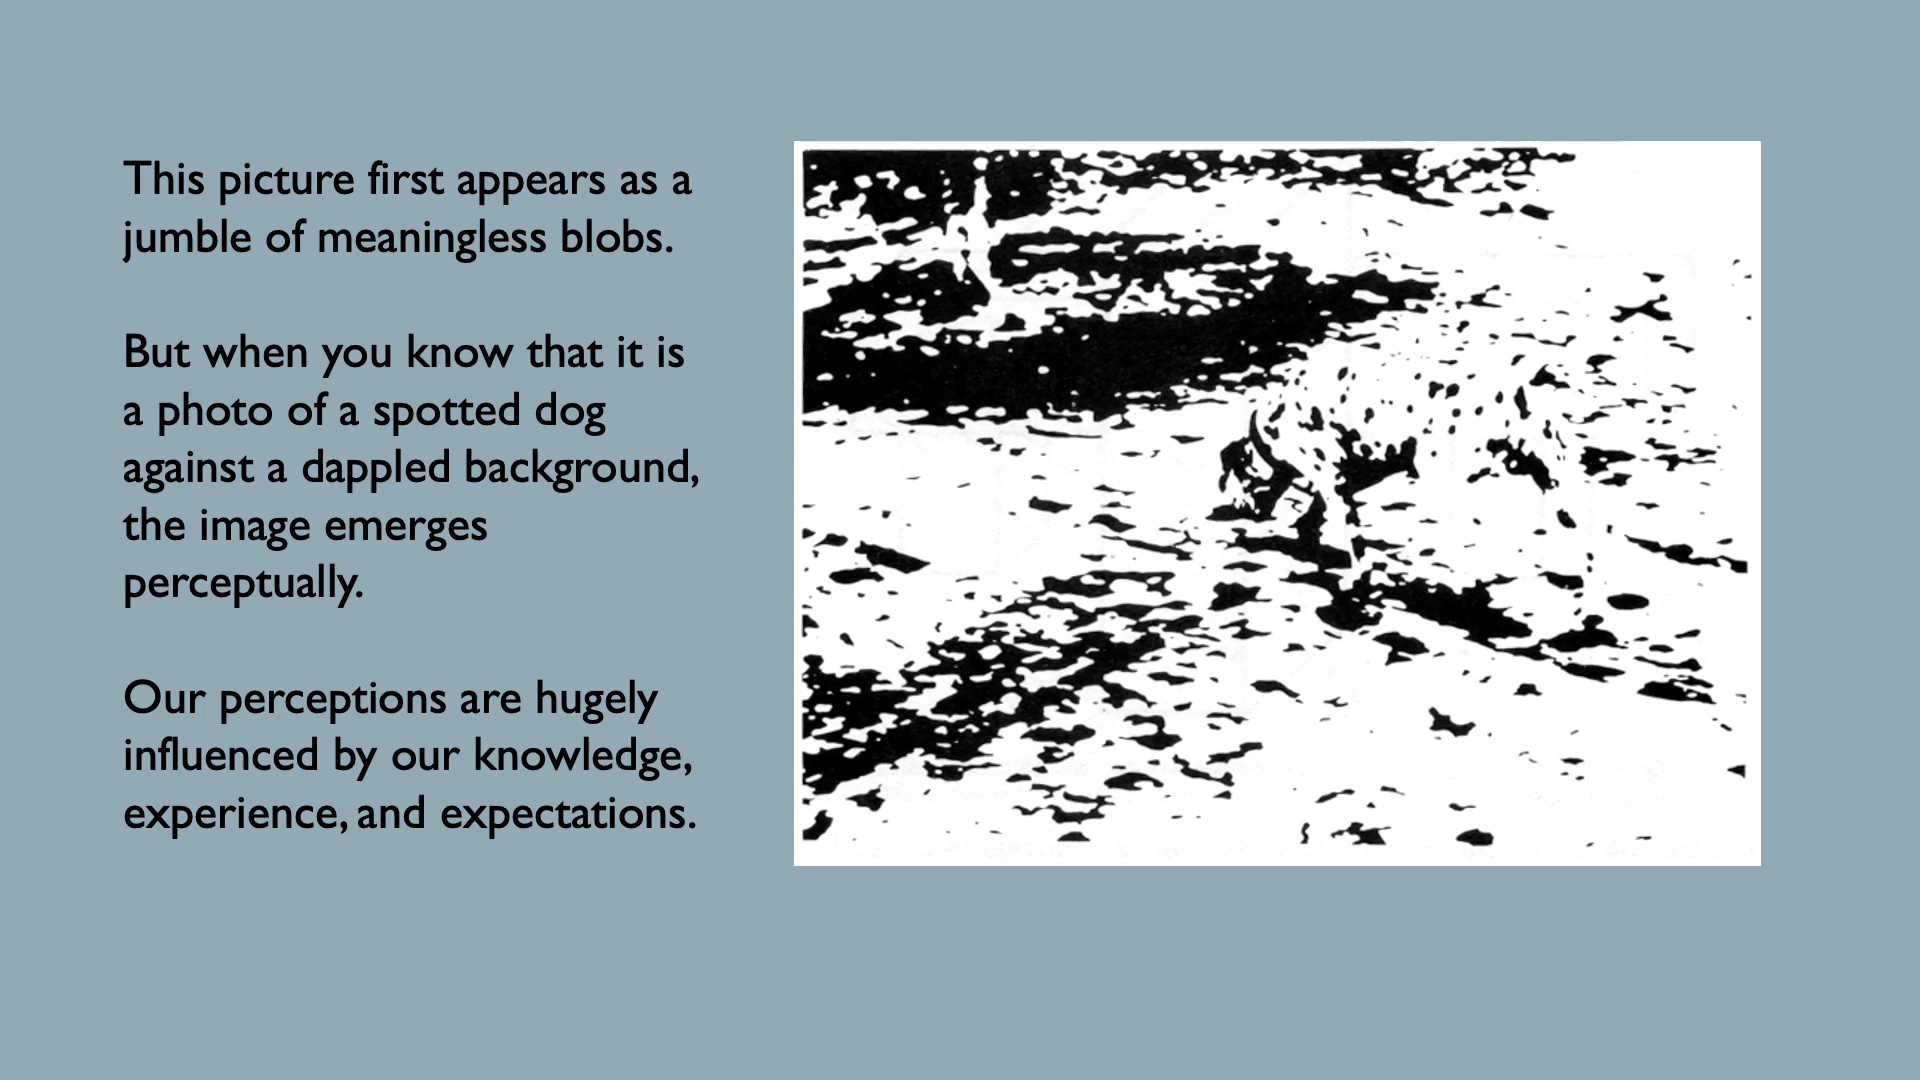 This picture first appears as a
jumble of meaningless blobs.
But when you know that it is
a photo of a spotted dog
against a dappled background,
the image emerges
perceptually.
Our perceptions are hugely
influenced by our knowledge,
experience, and expectations.